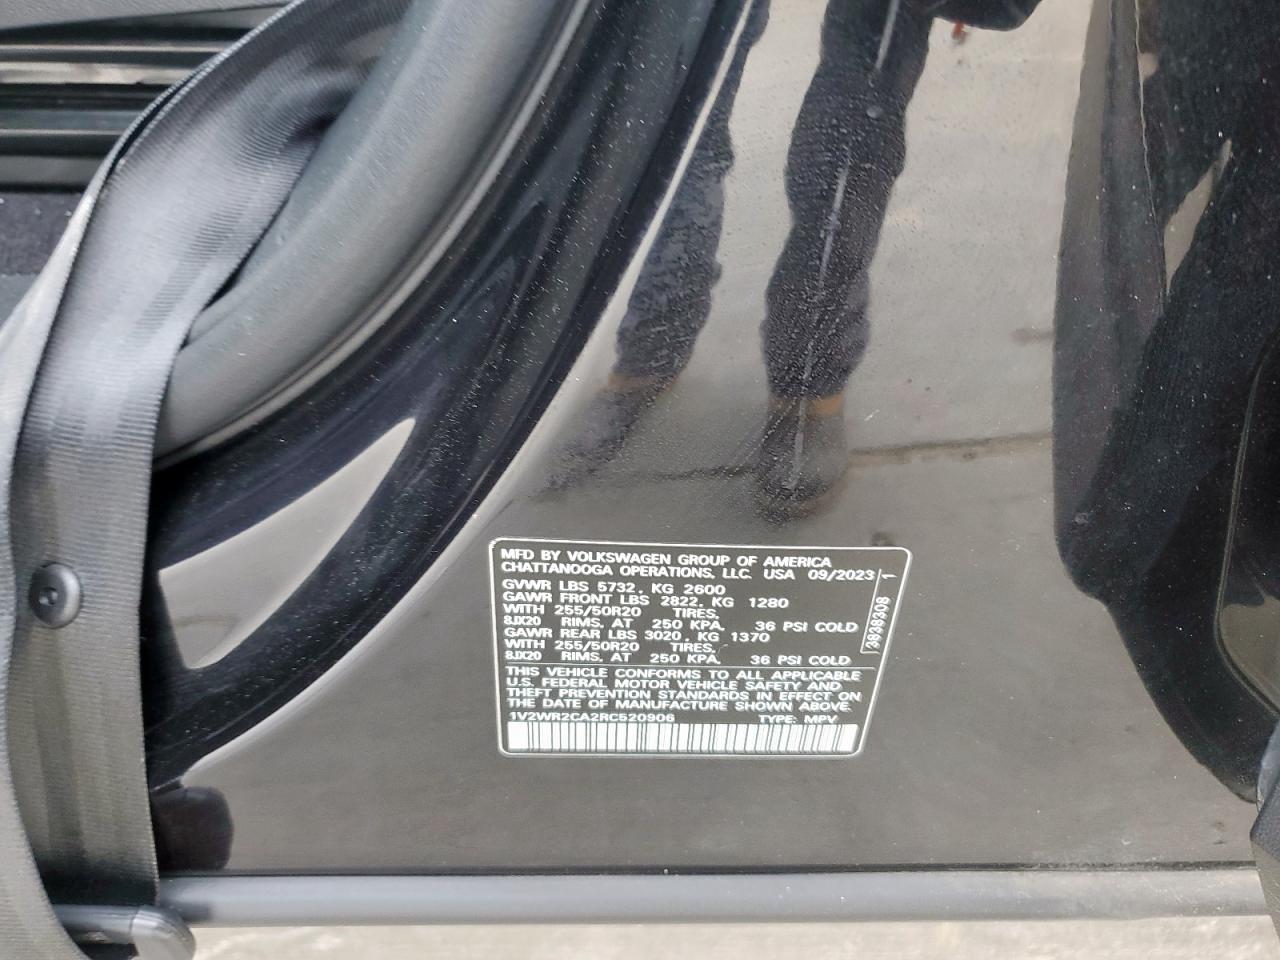 MFD BY VOLKSWAGEN GROUP OF AMERICA
CHATTANOOGA OPERATIONS, LLC. USA 09/2023
GVWR LBS 5732, KG 2600
GAWR FRONT LBS 2822, KG 1280
WITH 255/50R20 TIRES,
8JX20 RIMS, AT 250 KPA, 36 PSI COLD
GAWR REAR LBS 3020, KG 1370
WITH 255/50R20 TIRES,
8JX20 RIMS, AT 250 KPA, 36 PSI COLD
THIS VEHICLE CONFORMS TO ALL APPLICABLE
U.S. FEDERAL MOTOR VEHICLE SAFETY AND
THEFT PREVENTION STANDARDS IN EFFECT ON
THE DATE OF MANUFACTURE SHOWN ABOVE.
1V2WR2CA2RC520906 TYPE: MPV
3838308 1